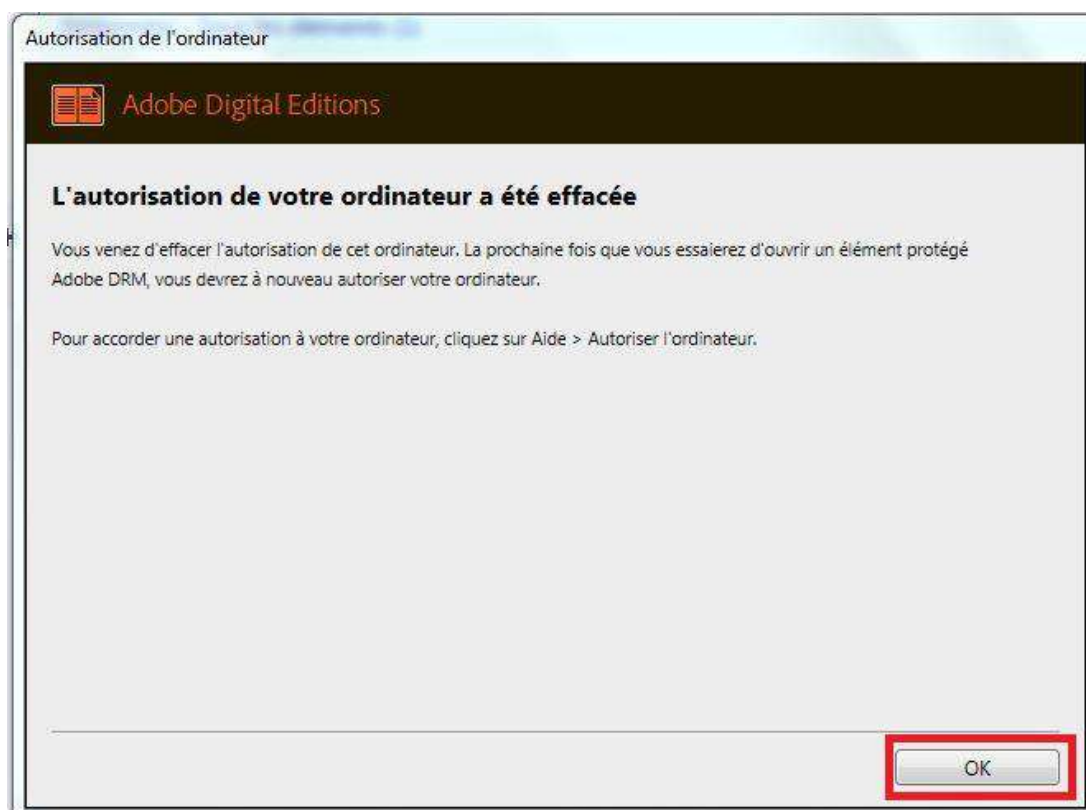 Autorisation de l'ordinateur
Adobe Digital Editions
L'autorisation de votre ordinateur a été effacée
Vous venez d'effacer l'autorisation de cet ordinateur. La prochaine fois que vous essaierez d'ouvrir un élément protégé
Adobe DRM, vous devrez à nouveau autoriser votre ordinateur.
Pour accorder une autorisation à votre ordinateur, cliquez sur Aide > Autoriser l'ordinateur.
OK